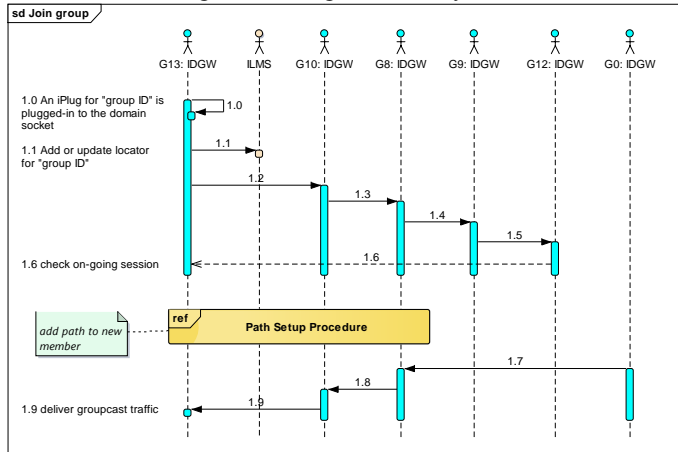 sd Join group
G13: IDGW
ILMS
G10: IDGW
G8: IDGW
G9: IDGW
G12: IDGW
G0: IDGW
1.0 An iPlug for "group ID" is
plugged-in to the domain
socket
1.0
1.1 Add or update locator
for "group ID"
1.1
1.2
1.3
1.4
1.5
1.6 check on-going session
1.6
add path to new
member
ref
Path Setup Procedure
1.7
1.8
1.9 deliver groupcast traffic
1.9